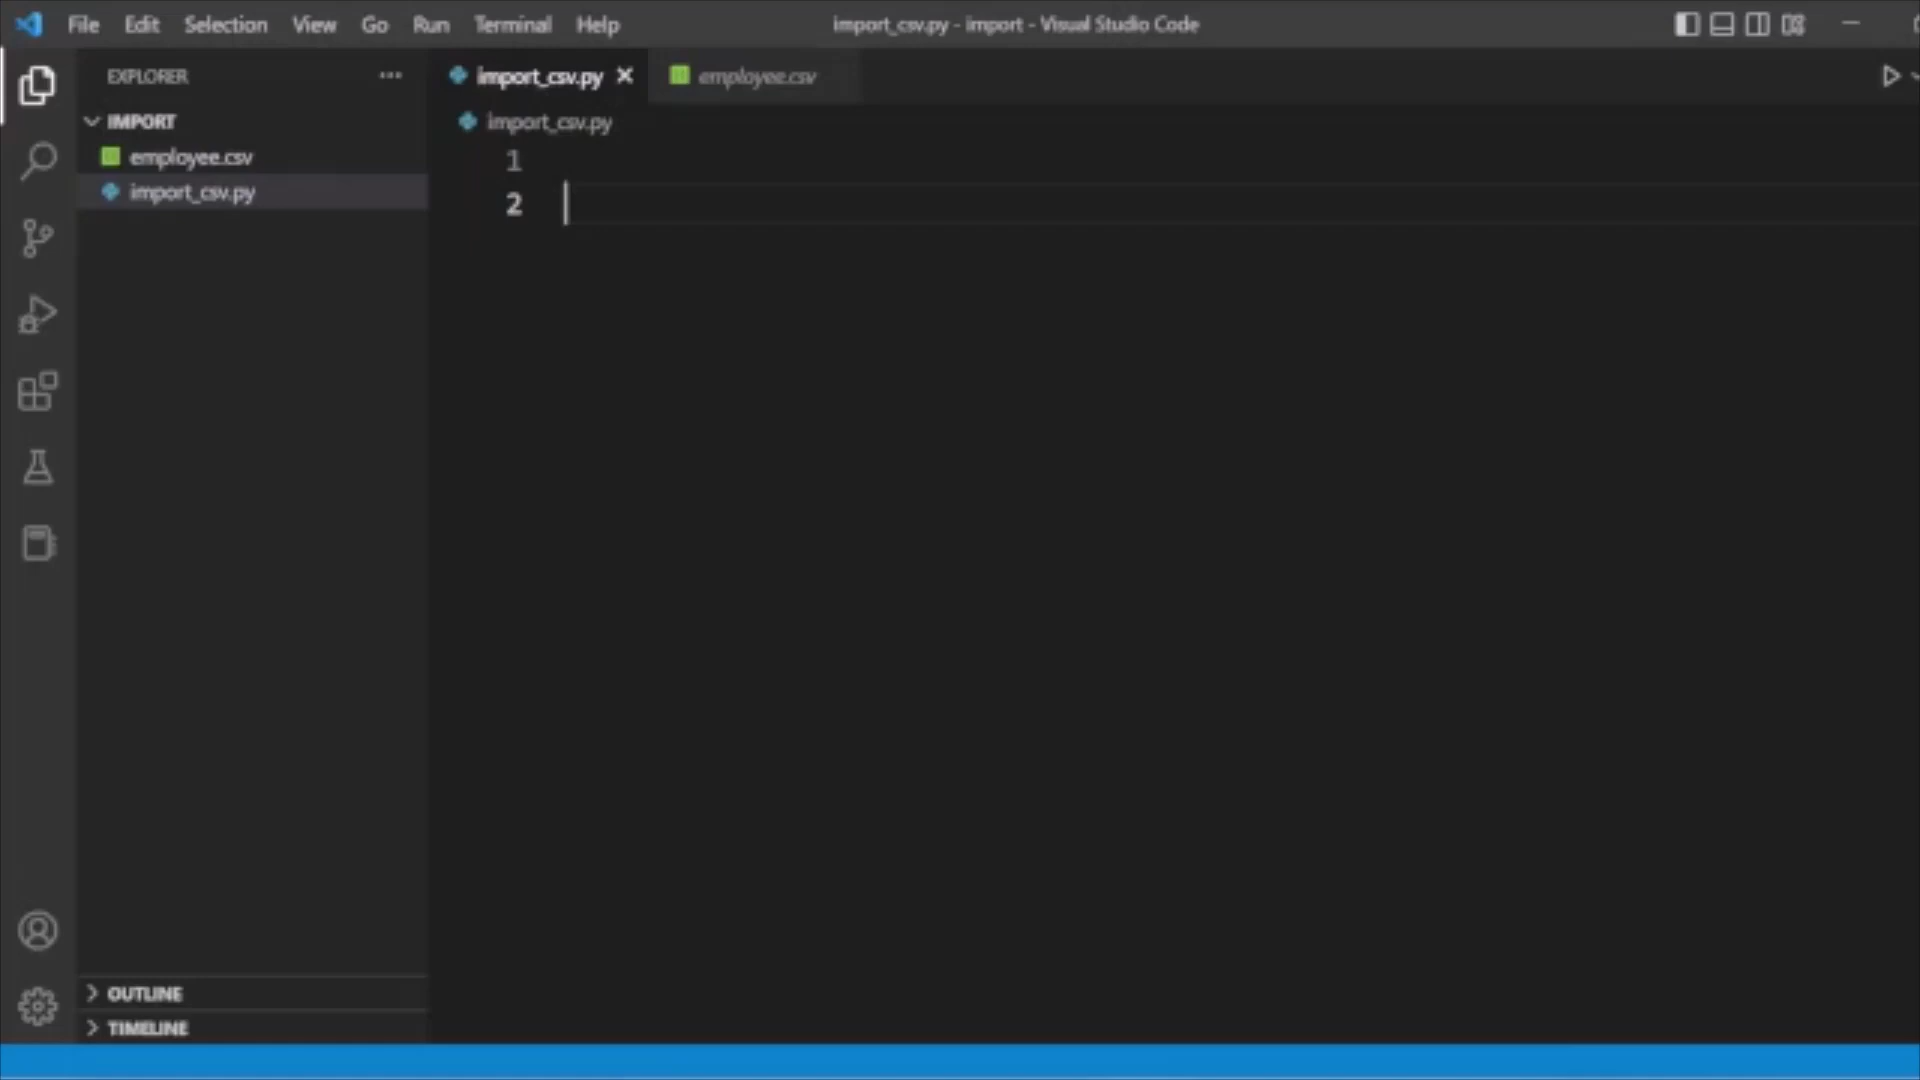 File Edit Selection View Go Run Terminal Help
import_csv.py - import - Visual Studio Code
EXPLORER
IMPORT
employee.csv
import_csv.py
OUTLINE
TIMELINE
import_csv.py
employee.csv
import_csv.py
1
2